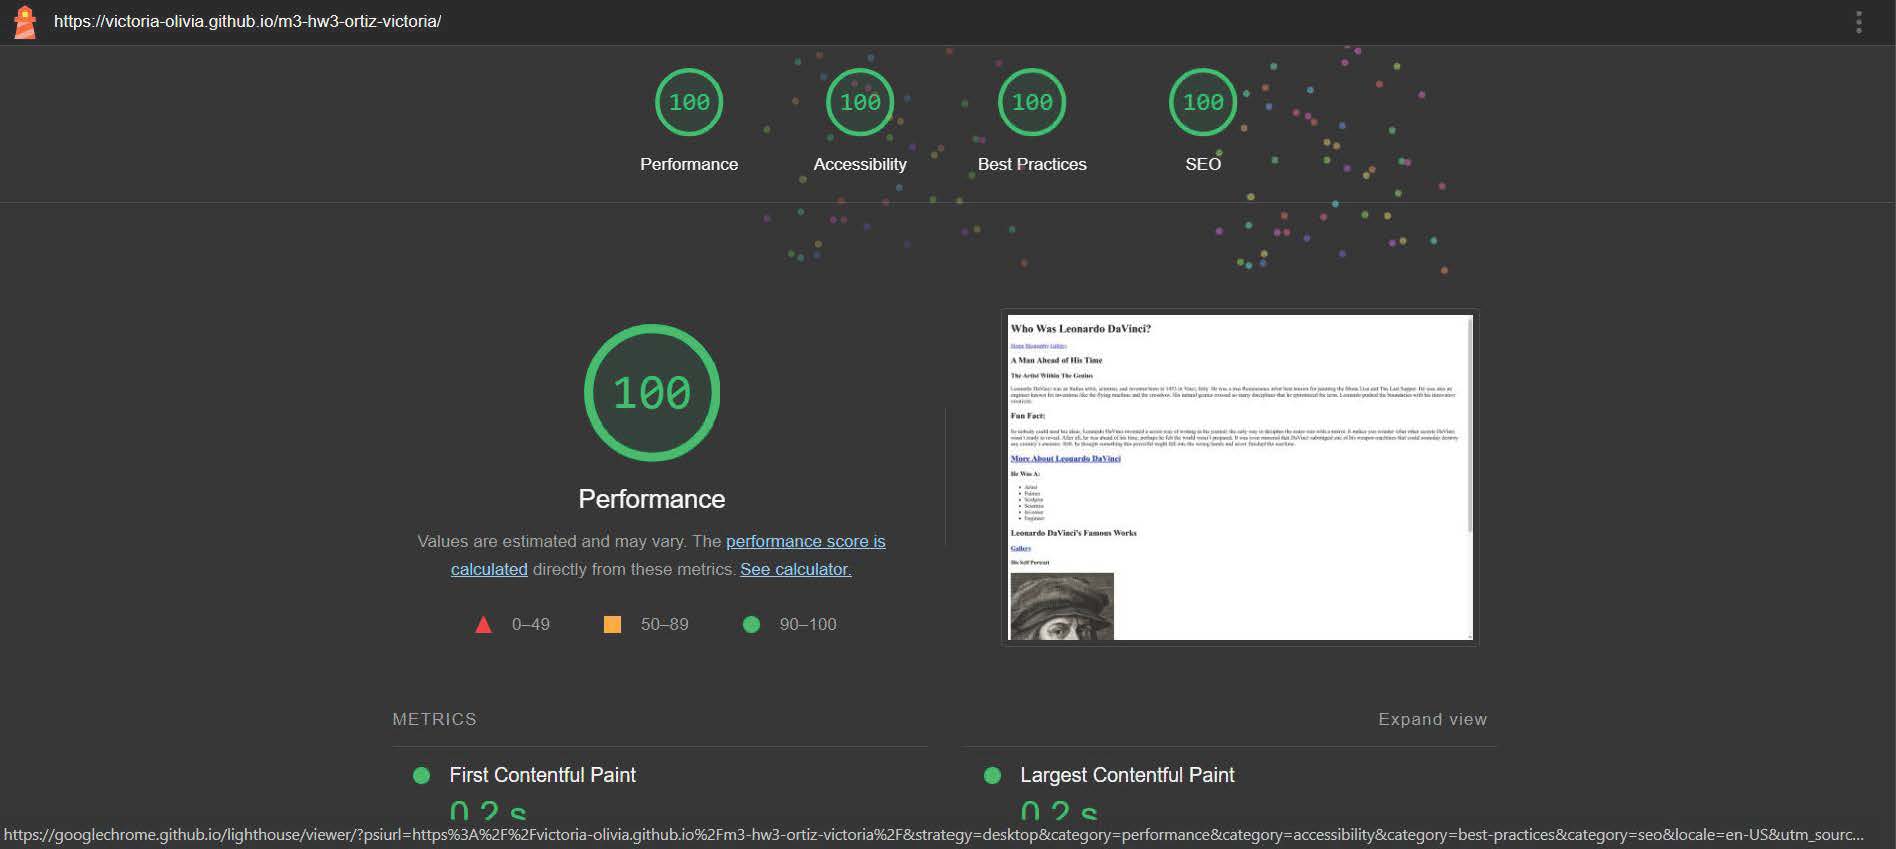 https://victoria-olivia.github.io/m3-hw3-ortiz-victoria/
100 100 100 100
Performance Accessibility Best Practices SEO
100
Performance
Values are estimated and may vary. The performance score is
calculated directly from these metrics. See calculator.
0–49 50–89 90–100
Who Was Leonardo DaVinci?
Home Biography Gallery
A Man Ahead of His Time
The Artist Within The Genius
Fun Fact:
More About Leonardo DaVinci
He Was A:
Artist
Painter
Sculptor
Scientist
Inventor
Engineer
Leonardo DaVinci's Famous Works
Gallery
His Self Portrait
METRICS Expand view
First Contentful Paint Largest Contentful Paint
0.2 s 0.2 s
https://googlechrome.github.io/lighthouse/viewer/?psiurl=https%3A%2F%2Fvictoria-olivia.github.io%2Fm3-hw3-ortiz-victoria%2F&strategy=desktop&category=performance&category=accessibility&category=best-practices&category=seo&locale=en-US&utm_sourc...